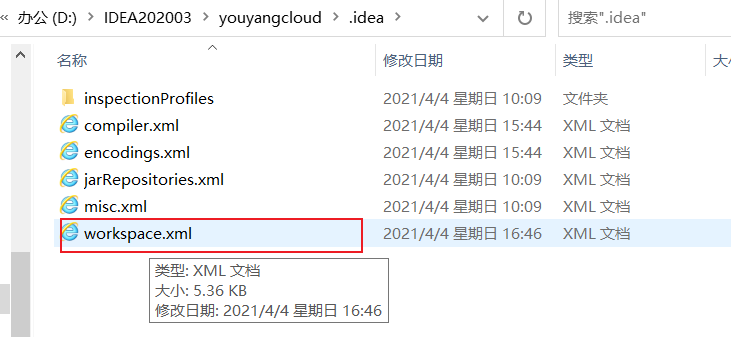 « 办公 (D:) › IDEA202003 › youyangcloud › .idea ›
搜索".idea"
名称 修改日期 类型 大
inspectionProfiles 2021/4/4 星期日 10:09 文件夹
compiler.xml 2021/4/4 星期日 15:44 XML 文档
encodings.xml 2021/4/4 星期日 15:44 XML 文档
jarRepositories.xml 2021/4/4 星期日 10:09 XML 文档
misc.xml 2021/4/4 星期日 10:09 XML 文档
workspace.xml 2021/4/4 星期日 16:46 XML 文档
类型: XML 文档
大小: 5.36 KB
修改日期: 2021/4/4 星期日 16:46